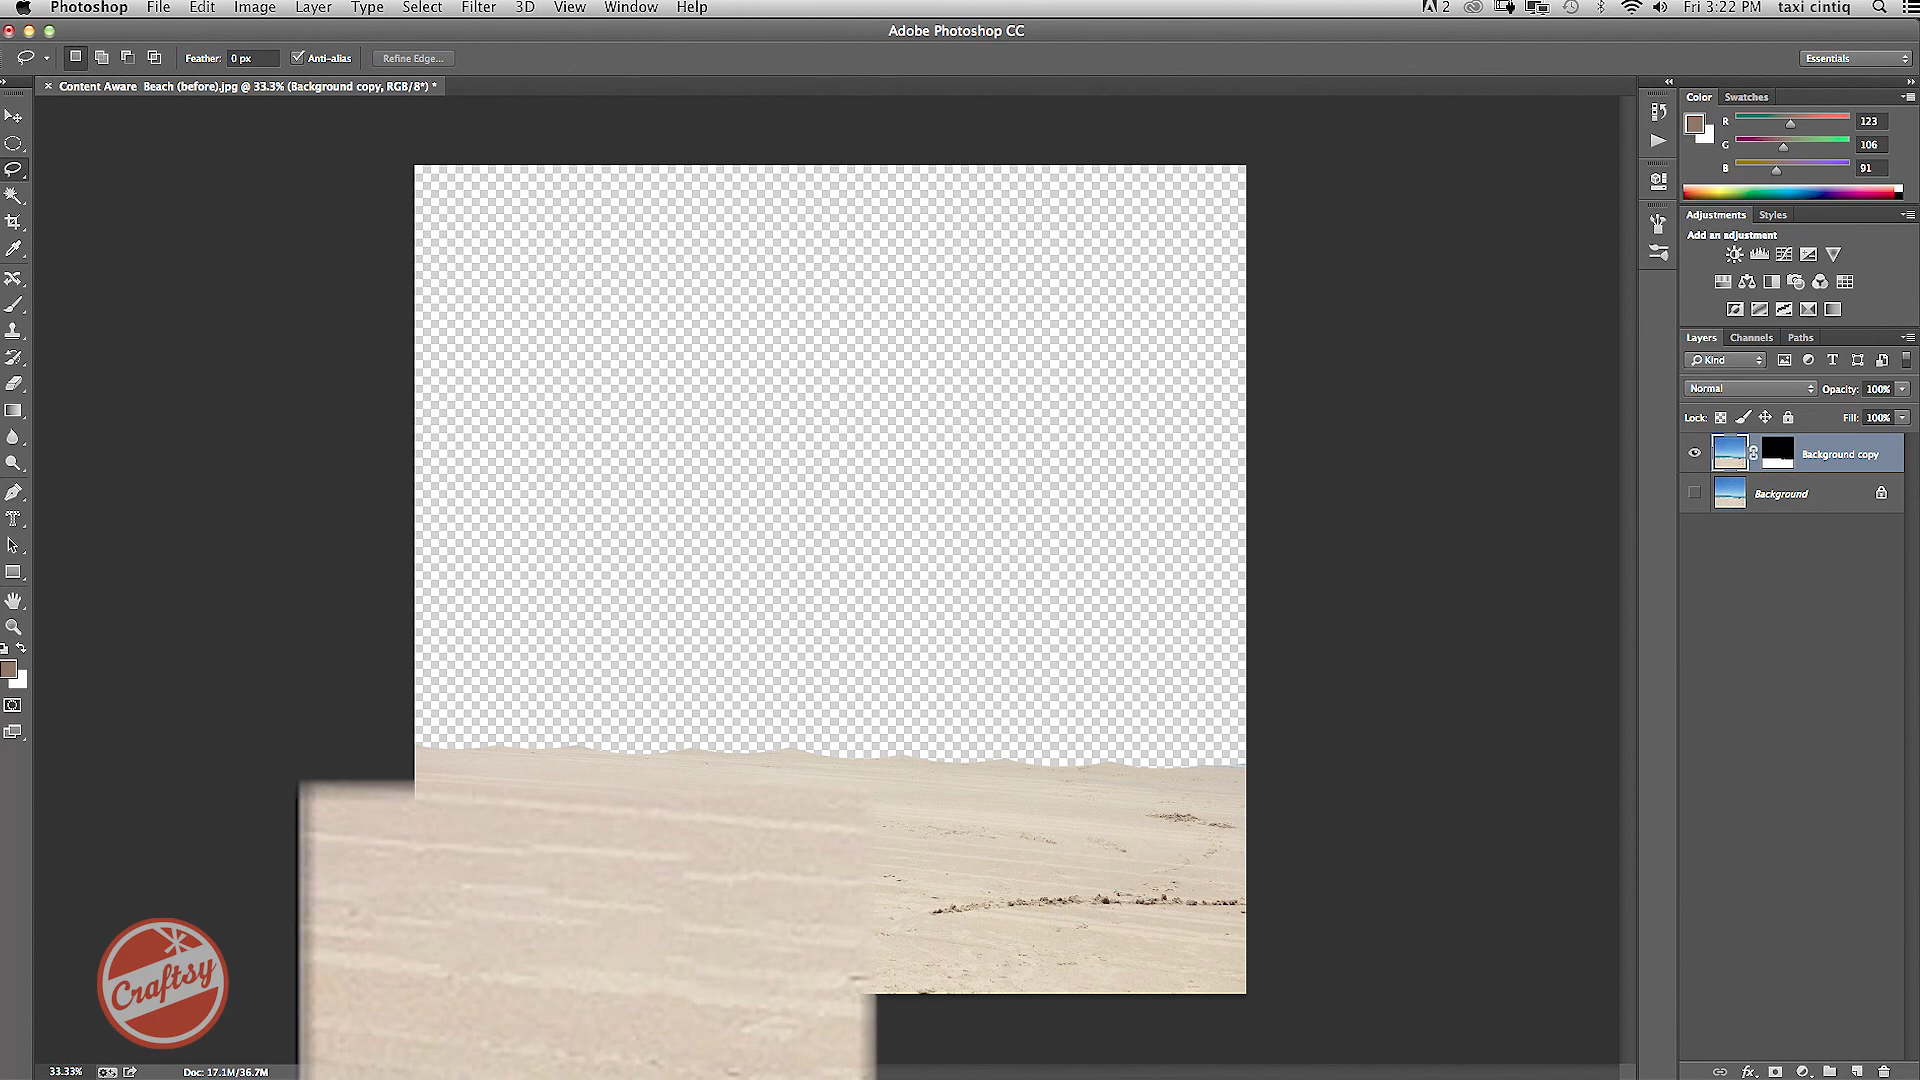 Photoshop File Edit Image Layer Type Select Filter 3D View Window Help 2 Fri 3:22 PM taxi cintiq
Adobe Photoshop CC
Feather: 0 px Anti-alias Refine Edge... Essentials
× Content Aware Beach (before).jpg @ 33.3% (Background copy, RGB/8*) *
Color Swatches
R 123
G 106
B 91
Adjustments Styles
Add an adjustment
Layers Channels Paths
Kind
Normal Opacity: 100%
Lock: Fill: 100%
Background copy
Background
Craftsy
33.33% Doc: 17.1M/36.7M